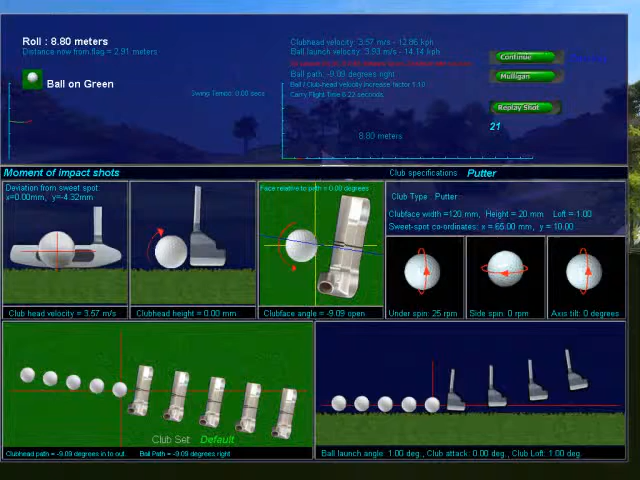 Roll : 8.80 meters
Distance now from flag = 2.91 meters
Ball on Green
Swing Tempo: 0.00 secs
Clubhead velocity: 3.57 m/s - 12.86 kph
Ball launch velocity: 3.93 m/s - 14.14 kph
Ball path: -9.09 degrees right
Ball / Club-head velocity increase factor 1.10
Carry Flight Time 0.22 seconds
8.80 meters
Continue
Mulligan
Replay Shot
21
Moment of impact shots
Club specifications Putter
Deviation from sweet spot:
x=0.00mm, y=-4.32mm
Face relative to path = 0.00 degrees
Club head velocity = 3.57 m/s
Clubhead height = 0.00 mm
Clubface angle = -9.09 open
Club Type Putter
Clubface width =120 mm, Height = 20 mm Loft = 1.00
Sweet-spot co-ordinates: x = 65.00 mm, y = 10.00
Under spin: 25 rpm
Side spin: 0 rpm
Axis tilt: 0 degrees
Club Set: Default
Clubhead path = -9.09 degrees in to out
Ball Path = -9.09 degrees right
Ball launch angle: 1.00 deg., Club attack: 0.00 deg, Club Loft: 1.00 deg